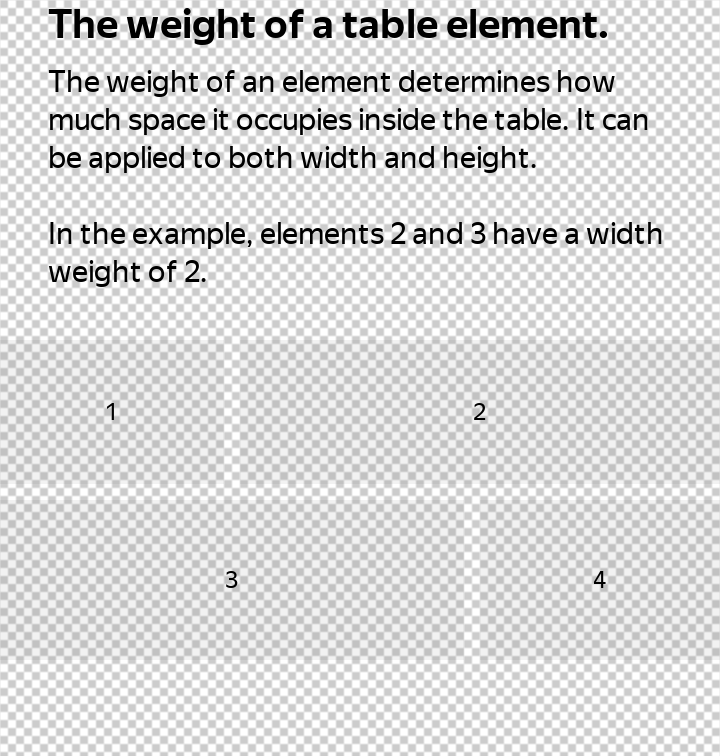 The weight of a table element.
The weight of an element determines how
much space it occupies inside the table. It can
be applied to both width and height.
In the example, elements 2 and 3 have a width
weight of 2.
1
2
3
4